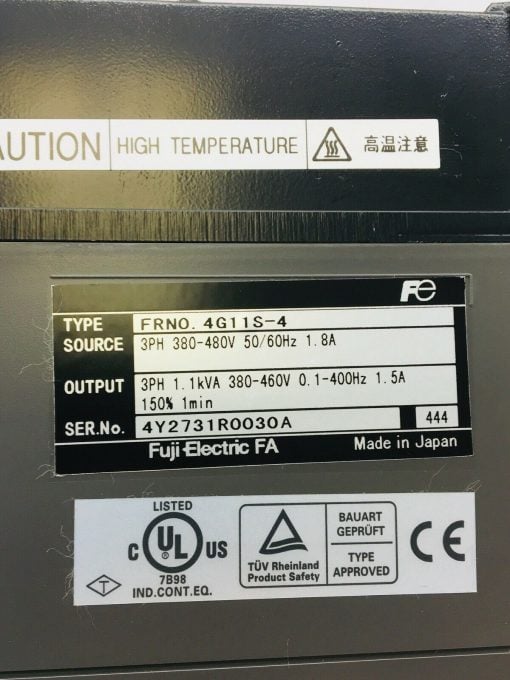 AUTION HIGH TEMPERATURE 高温注意
Fe
TYPE FRN0.4G11S-4
SOURCE 3PH 380-480V 50/60Hz 1.8A
OUTPUT 3PH 1.1kVA 380-460V 0.1-400Hz 1.5A
150% 1min
SER.No. 4Y2731R0030A 444
Fuji Electric FA Made in Japan
LISTED
C UL US
7B98
IND.CONT.EQ.
T
TÜV Rheinland
Product Safety
BAUART
GEPRÜFT
TYPE
APPROVED
CE